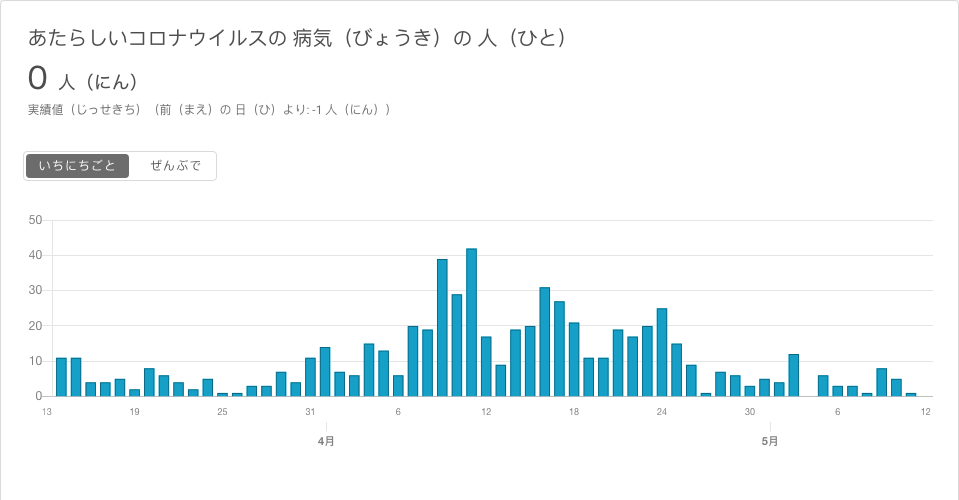 あたらしいコロナウイルスの 病気（びょうき）の 人（ひと）
0 人（にん）
実績値（じっせきち）（前（まえ）の 日（ひ）より: -1 人（にん））
いちにちごと ぜんぶで
50
40
30
20
10
0
13 19 25 31 6 12 18 24 30 6 12
4月 5月